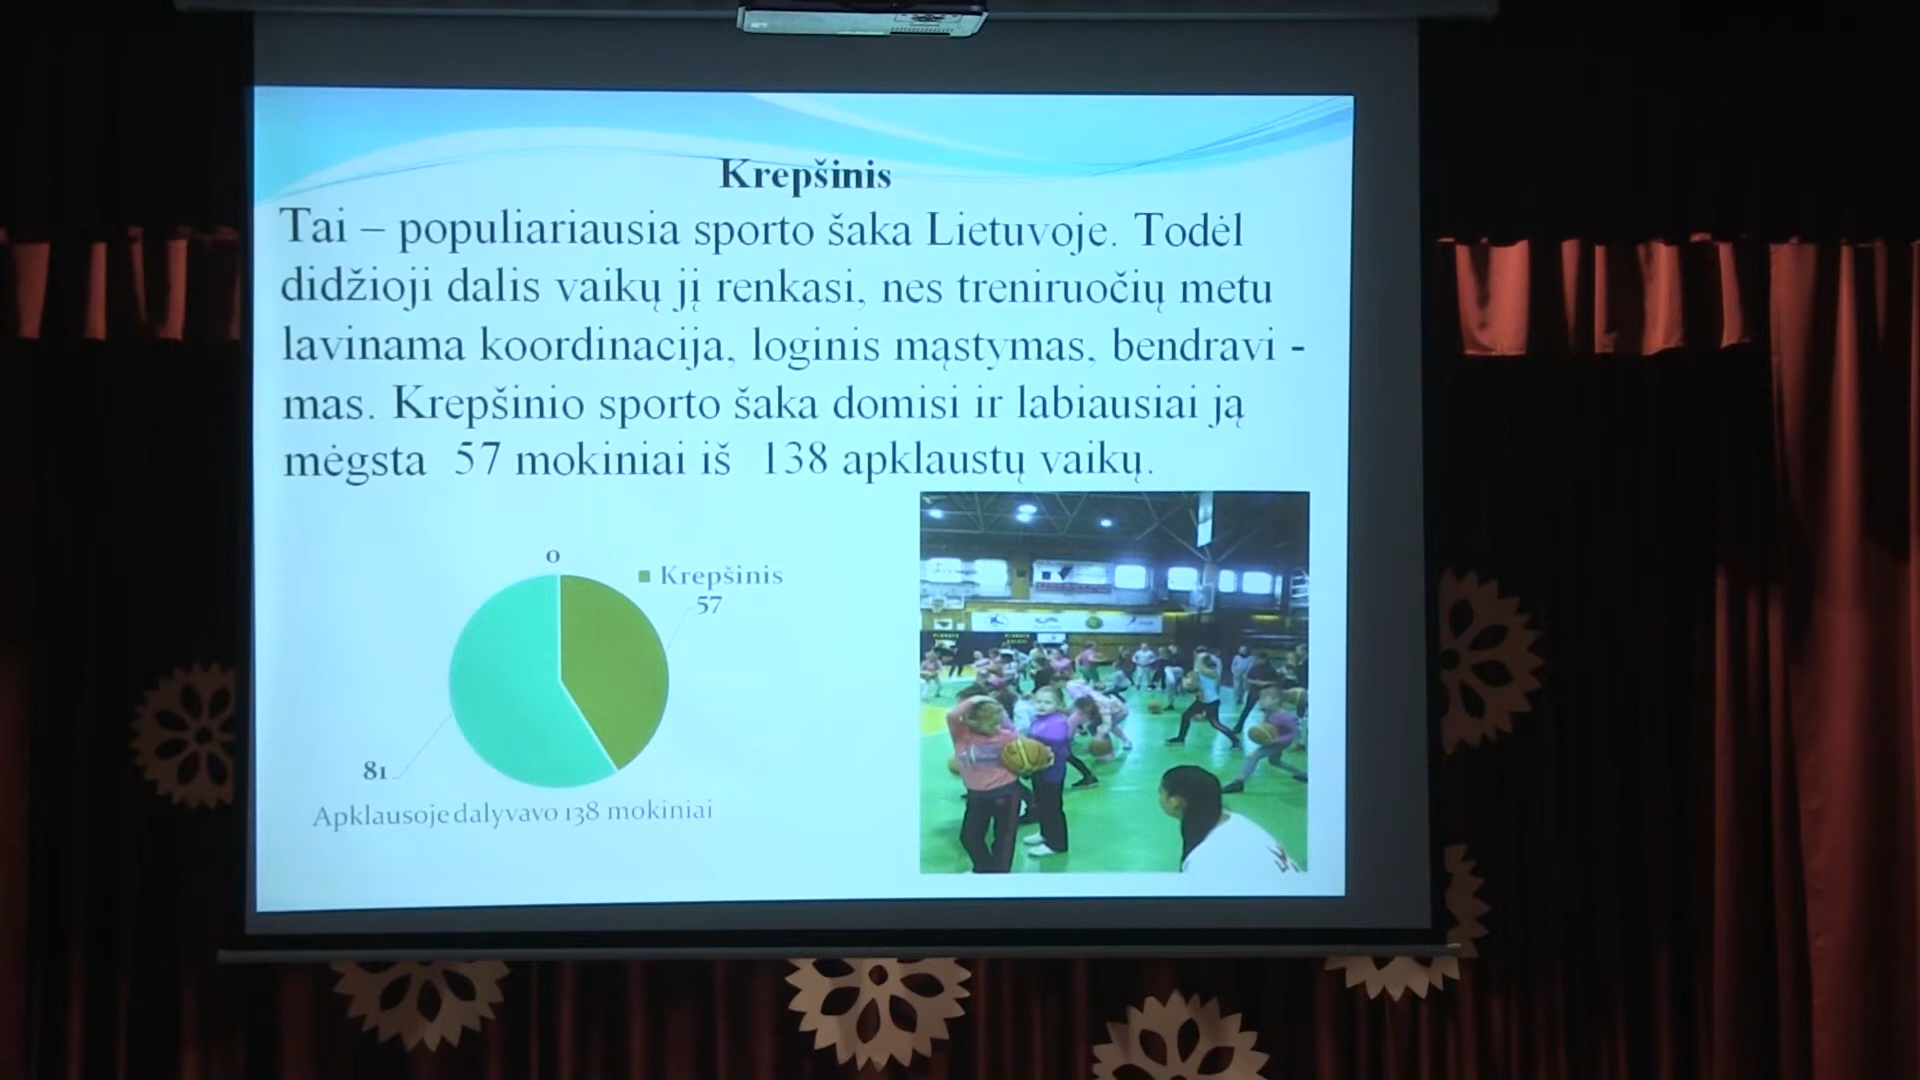 Krepšinis
Tai – populiariausia sporto šaka Lietuvoje. Todėl
didžioji dalis vaikų jį renkasi, nes treniruočių metu
lavinama koordinacija, loginis mąstymas, bendravi -
mas. Krepšinio sporto šaka domisi ir labiausiai ją
mėgsta 57 mokiniai iš 138 apklaustų vaikų.
0
Krepšinis
57
81
Apklausoje dalyvavo 138 mokiniai